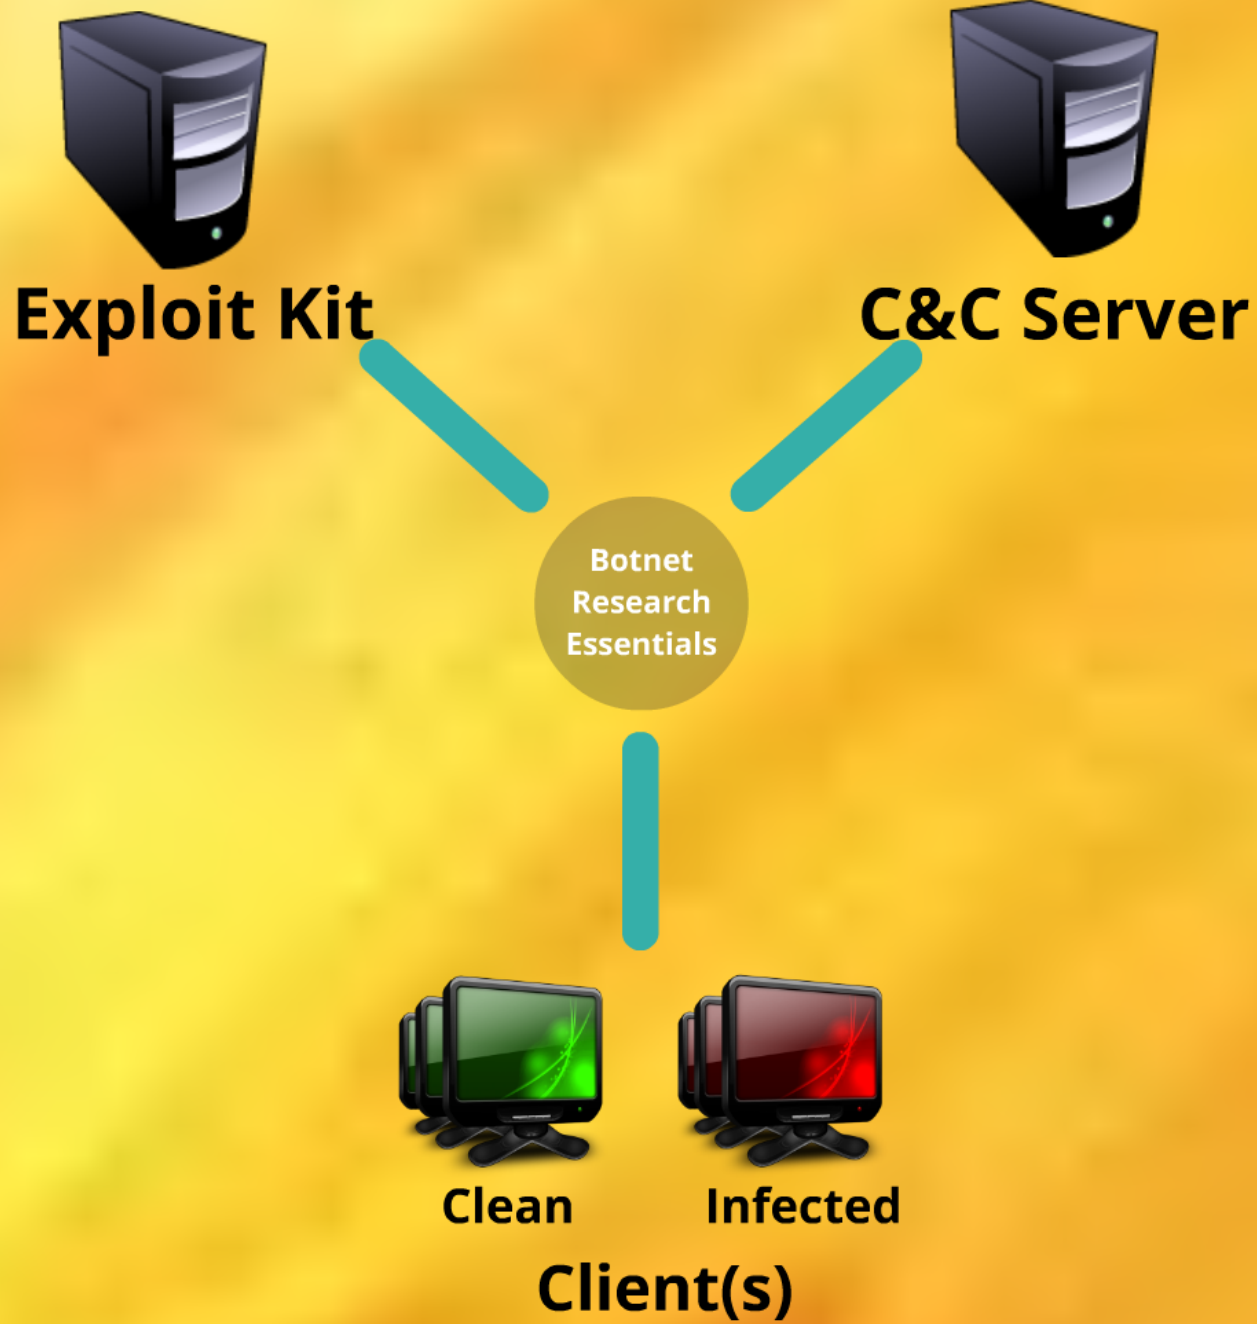 Exploit Kit
C&C Server
Botnet
Research
Essentials
Clean
Infected
Client(s)